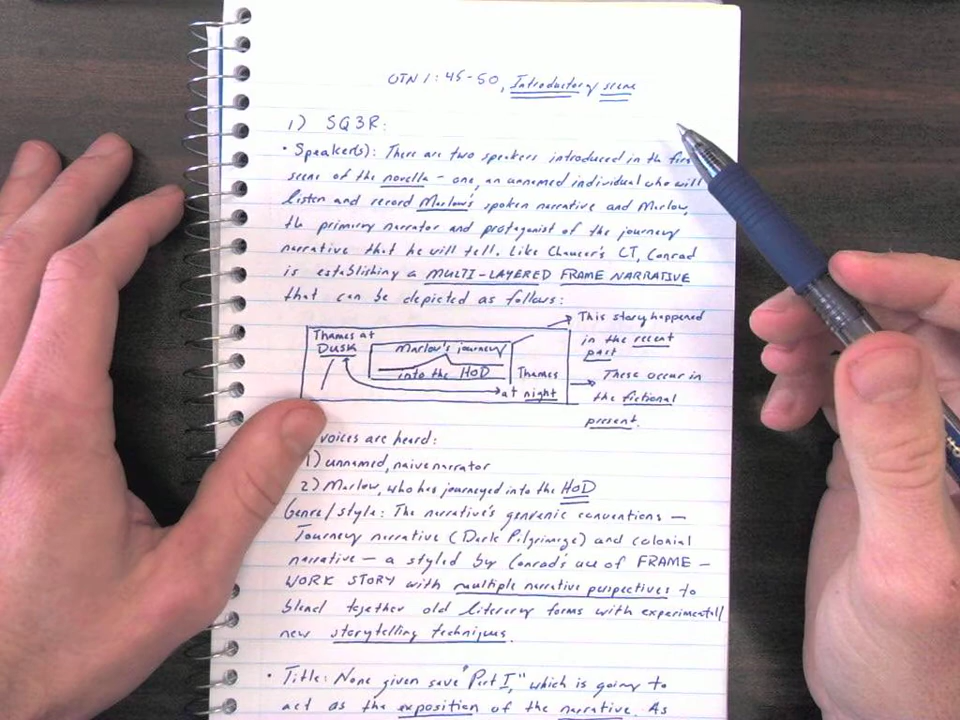 OTN 1: 45-50, Introductory scene
1) SQ3R:
• Speaker(s): There are two speakers introduced in the first
scene of the novella – one, an unnamed individual who will
listen and record Marlow's spoken narrative and Marlow,
the primary narrator and protagonist of the journey
narrative that he will tell. Like Chaucer's CT, Conrad
is establishing a MULTI-LAYERED FRAME NARRATIVE
that can be depicted as follows:
Thames at
DUSK
Marlow's journey
into the HOD
Thames
at night
This story happened
in the recent
past
These occur in
the fictional
present.
voices are heard:
1) unnamed, naive narrator
2) Marlow, who has journeyed into the HoD
Genre/style: The narrative's generic conventions –
Journey narrative (Dark Pilgrimage) and colonial
narrative – a styled by Conrad's use of FRAME –
WORK STORY with multiple narrative perspectives to
blend together old literary forms with experimental/
new storytelling techniques.
• Title: None given save "Part I," which is going to
act as the exposition of the narrative. As